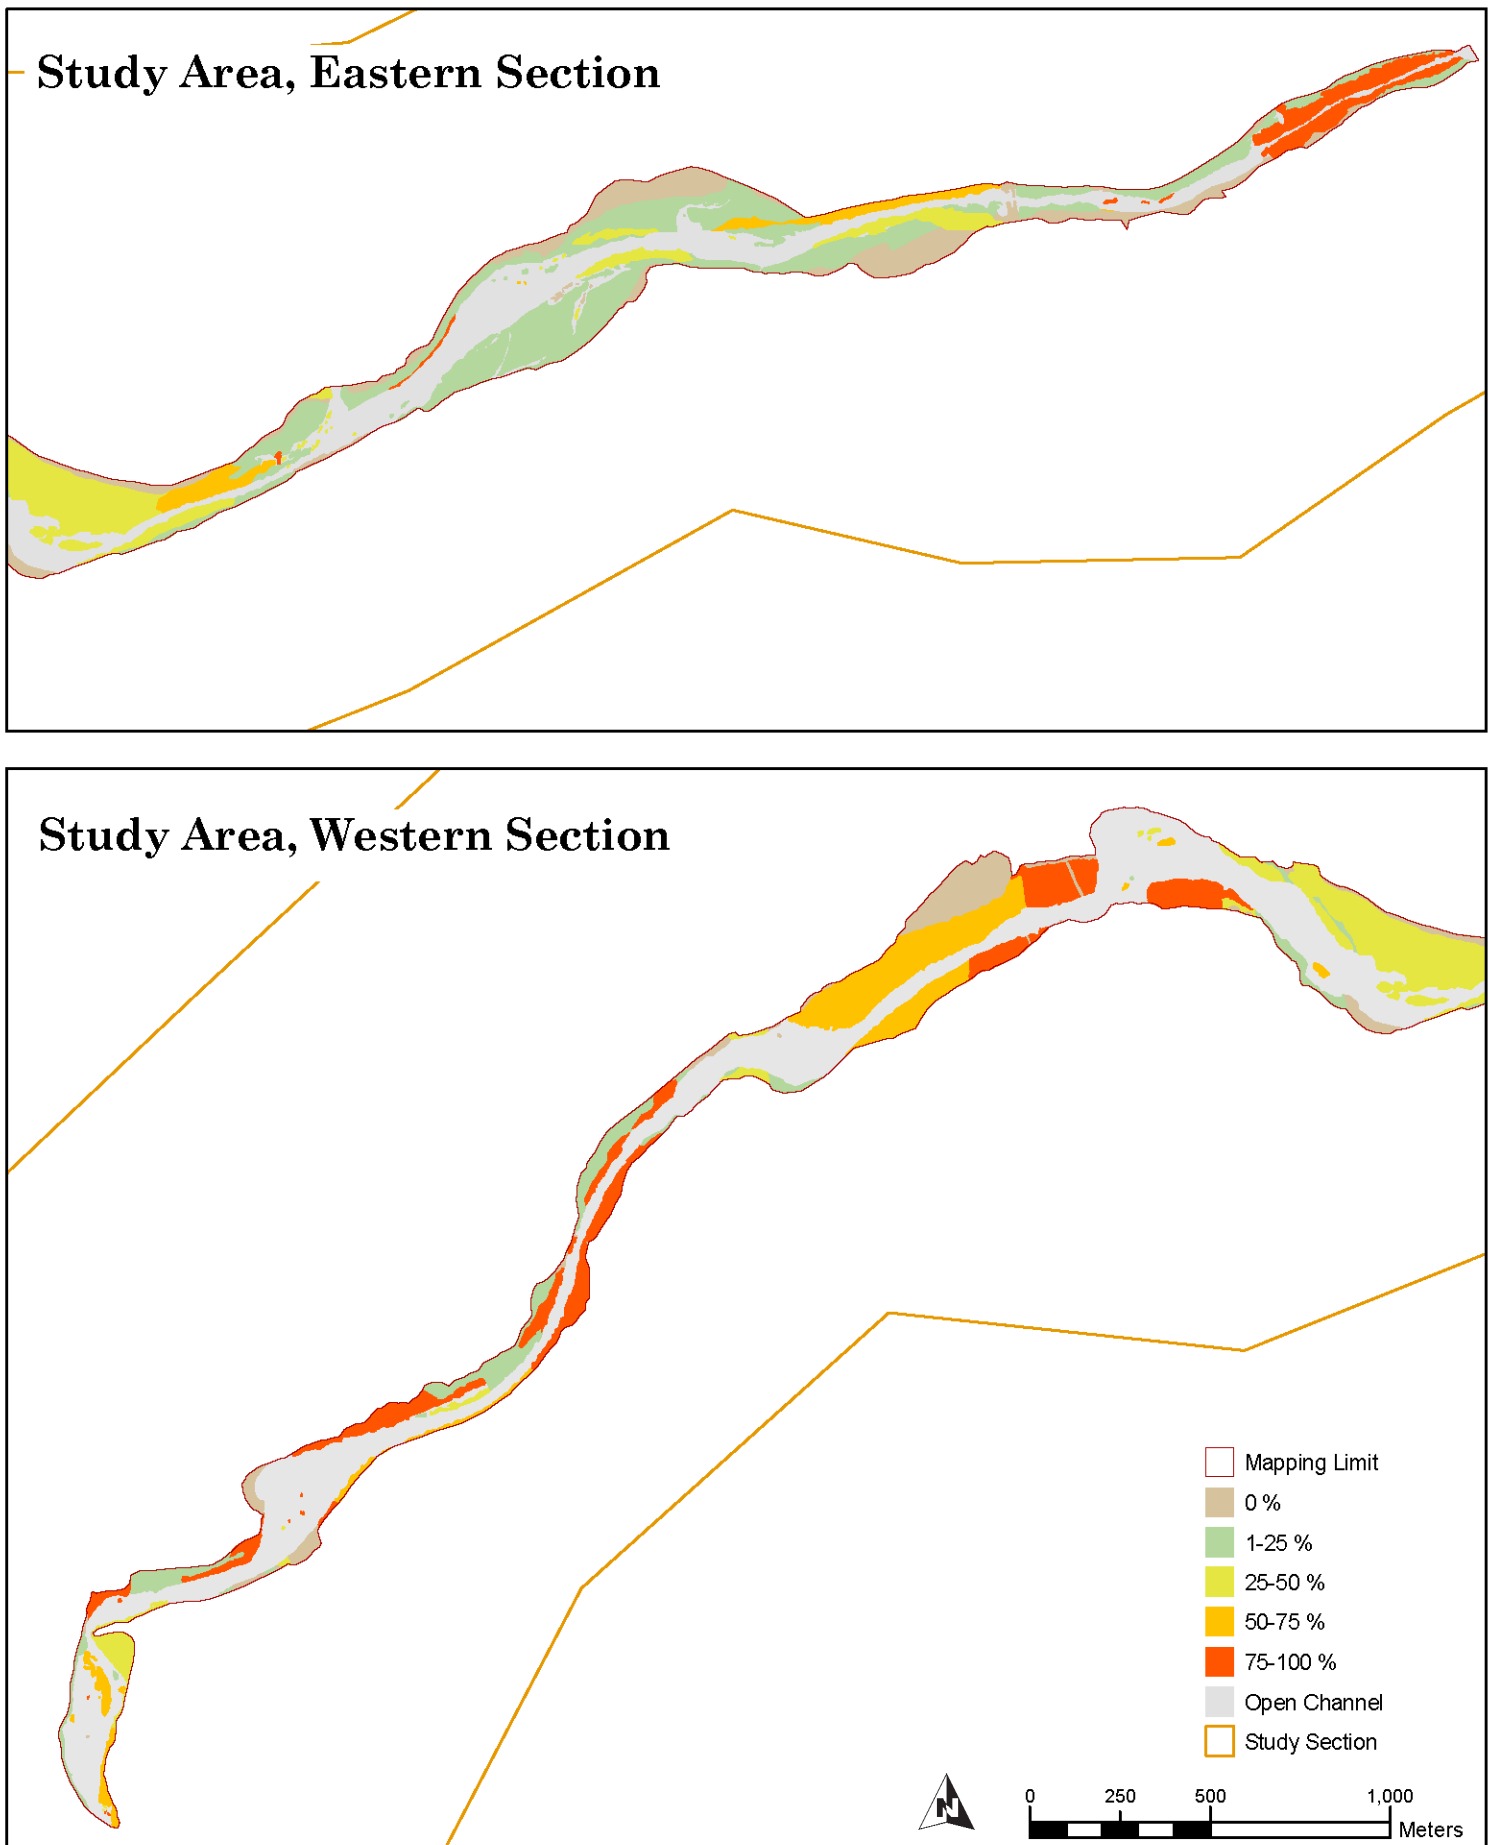 Study Area, Eastern Section
Study Area, Western Section
Mapping Limit
0 %
1-25 %
25-50 %
50-75 %
75-100 %
Open Channel
Study Section
N
0 250 500 1,000
Meters